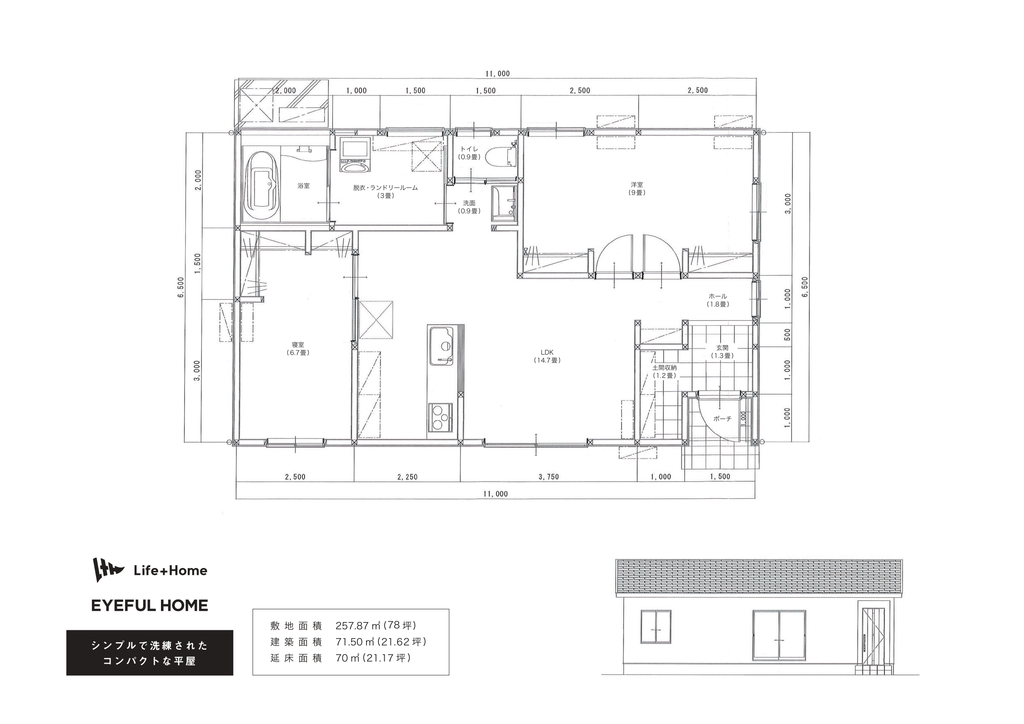 11,000
2,000
1,000
1,500
1,500
2,500
2,500
トイレ
(0.9畳)
浴室
脱衣・ランドリールーム
(3畳)
洗面
(0.9畳)
洋室
(9畳)
2,000
1,500
3,000
6,500
3,000
1,000
500
1,000
1,000
6,500
ホール
(1.8畳)
寝室
(6.7畳)
LDK
(14.7畳)
玄関
(1.3畳)
土間収納
(1.2畳)
ポーチ
2,500
2,250
3,750
1,000
1,500
11,000
Life+Home
EYEFUL HOME
シンプルで洗練された
コンパクトな平屋
敷地面積 257.87㎡(78坪)
建築面積 71.50㎡(21.62坪)
延床面積 70㎡(21.17坪)